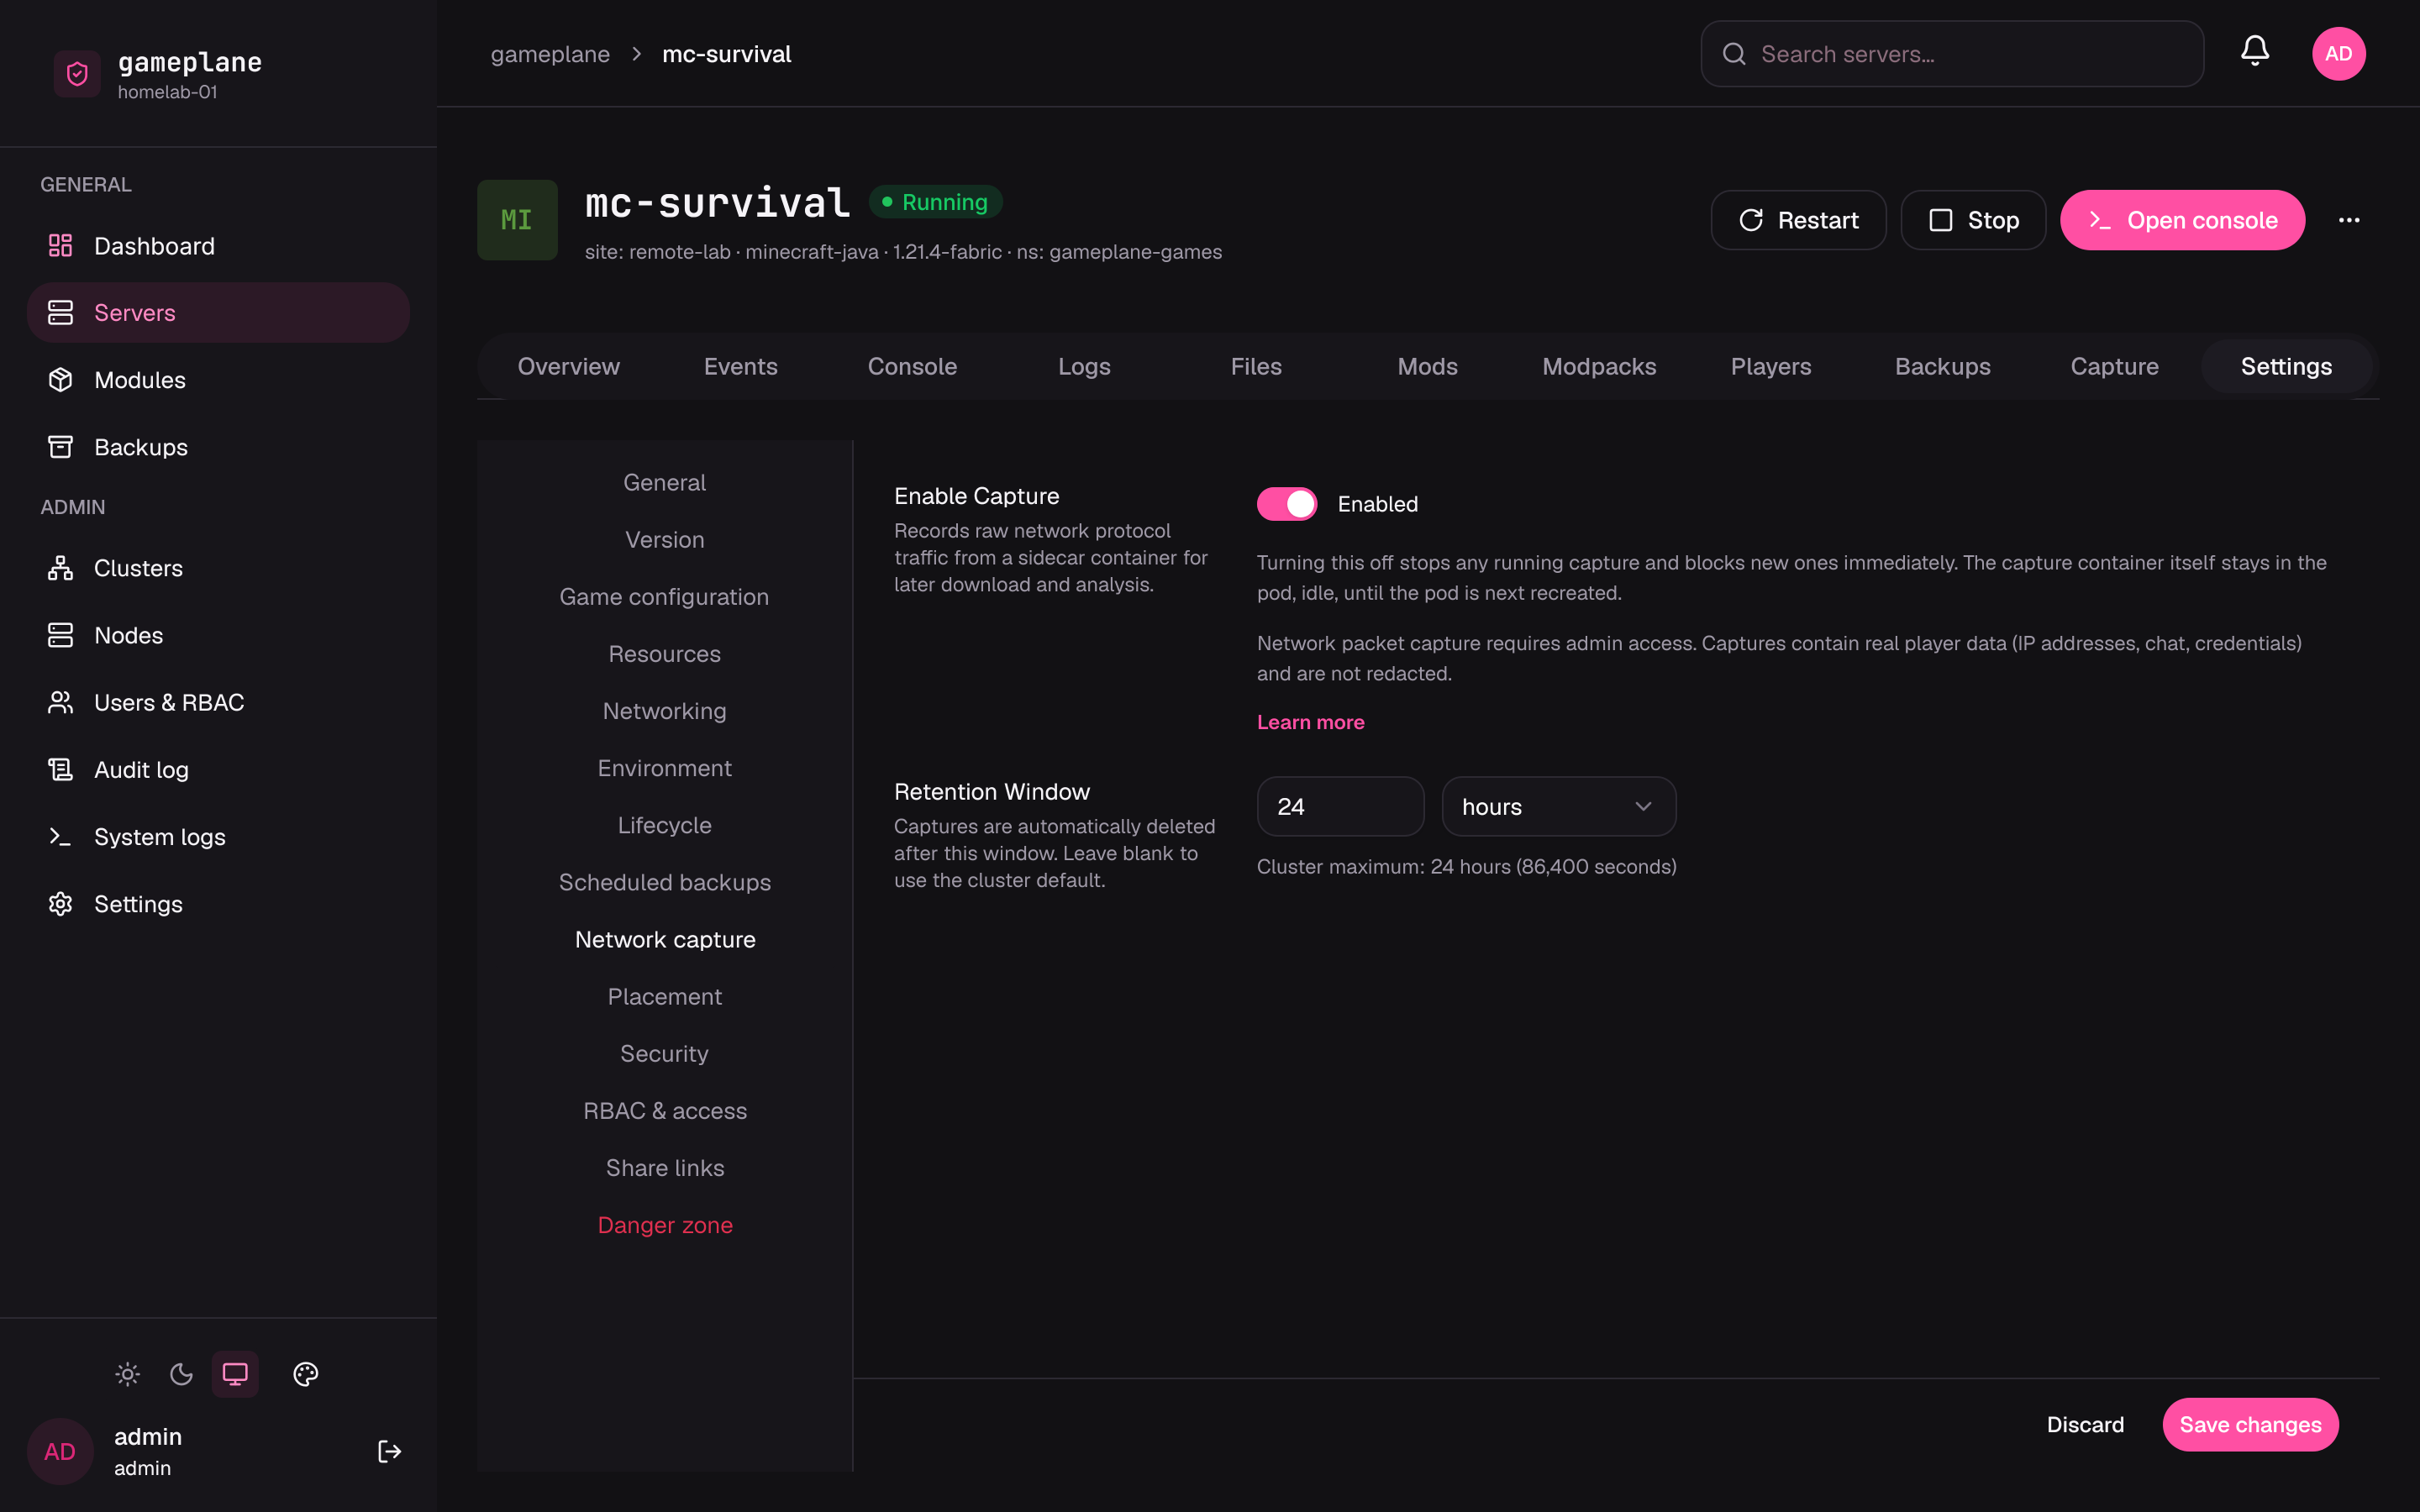 gameplane
homelab-01
GENERAL
Dashboard
Servers
Modules
Backups
ADMIN
Clusters
Nodes
Users & RBAC
Audit log
System logs
Settings
AD
admin
admin
gameplane
mc-survival
Search servers...
AD
MI
mc-survival
Running
site: remote-lab · minecraft-java · 1.21.4-fabric · ns: gameplane-games
Restart
Stop
Open console
Overview
Events
Console
Logs
Files
Mods
Modpacks
Players
Backups
Capture
Settings
General
Version
Game configuration
Resources
Networking
Environment
Lifecycle
Scheduled backups
Network capture
Placement
Security
RBAC & access
Share links
Danger zone
Enable Capture
Records raw network protocol
traffic from a sidecar container for
later download and analysis.
Enabled
Turning this off stops any running capture and blocks new ones immediately. The capture container itself stays in the
pod, idle, until the pod is next recreated.
Network packet capture requires admin access. Captures contain real player data (IP addresses, chat, credentials)
and are not redacted.
Learn more
Retention Window
Captures are automatically deleted
after this window. Leave blank to
use the cluster default.
24
hours
Cluster maximum: 24 hours (86,400 seconds)
Discard
Save changes